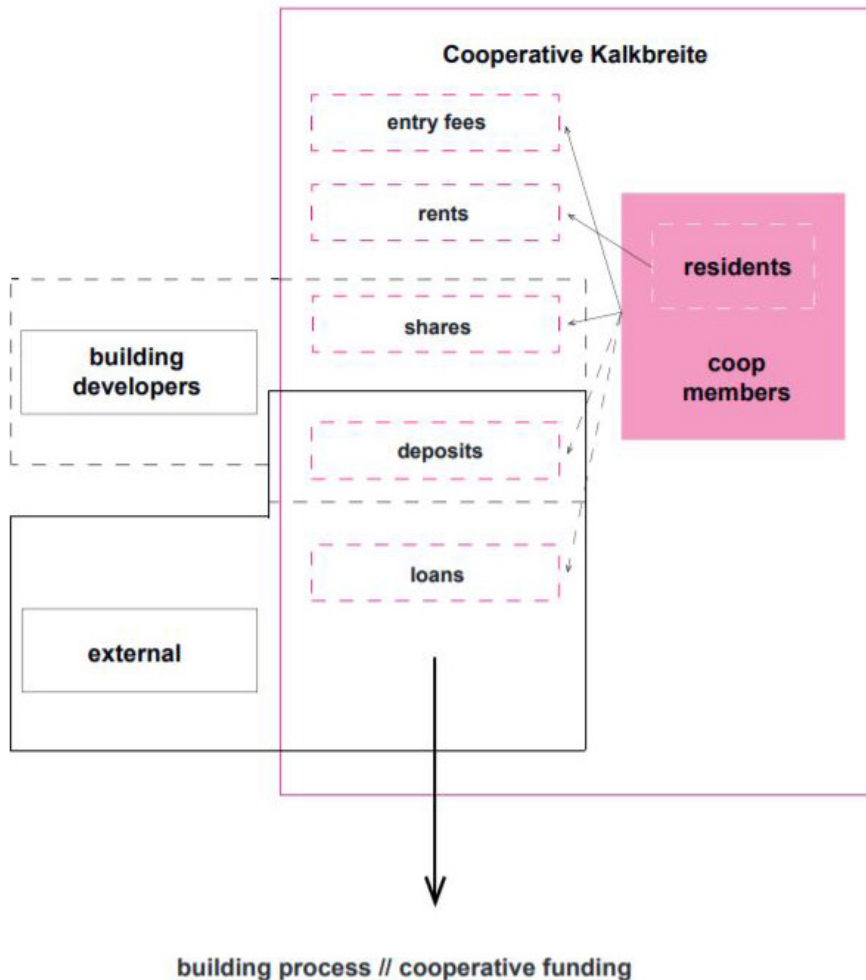 Cooperative Kalkbreite
entry fees
rents
residents
shares
building
developers
coop
members
deposits
loans
external
building process // cooperative funding